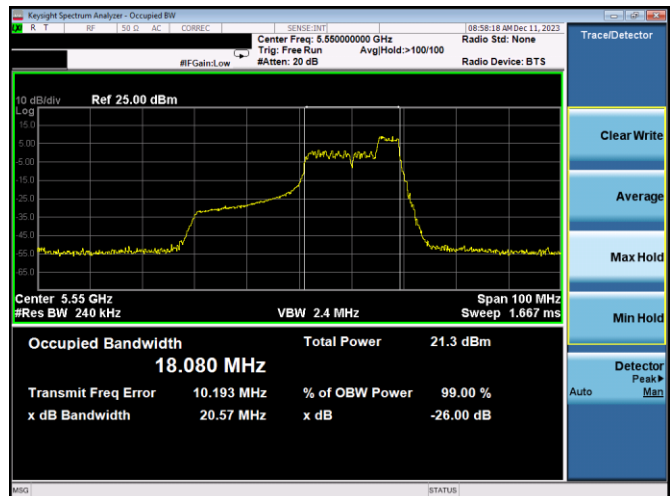 Keysight Spectrum Analyzer - Occupied BW
R T RF 50 Ω AC CORREC SENSE:INT 08:58:18 AM Dec 11, 2023
Center Freq: 5.550000000 GHz Radio Std: None
Trig: Free Run Avg|Hold:>100/100
#IFGain:Low #Atten: 20 dB Radio Device: BTS
Trace/Detector
10 dB/div Ref 25.00 dBm
Log
15.0
5.00
-5.00
-15.0
-25.0
-35.0
-45.0
-55.0
-65.0
Center 5.55 GHz Span 100 MHz
#Res BW 240 kHz VBW 2.4 MHz Sweep 1.667 ms
Occupied Bandwidth Total Power 21.3 dBm
18.080 MHz
Transmit Freq Error 10.193 MHz % of OBW Power 99.00 %
x dB Bandwidth 20.57 MHz x dB -26.00 dB
Clear Write
Average
Max Hold
Min Hold
Detector
Peak▶
Auto Man
MSG STATUS